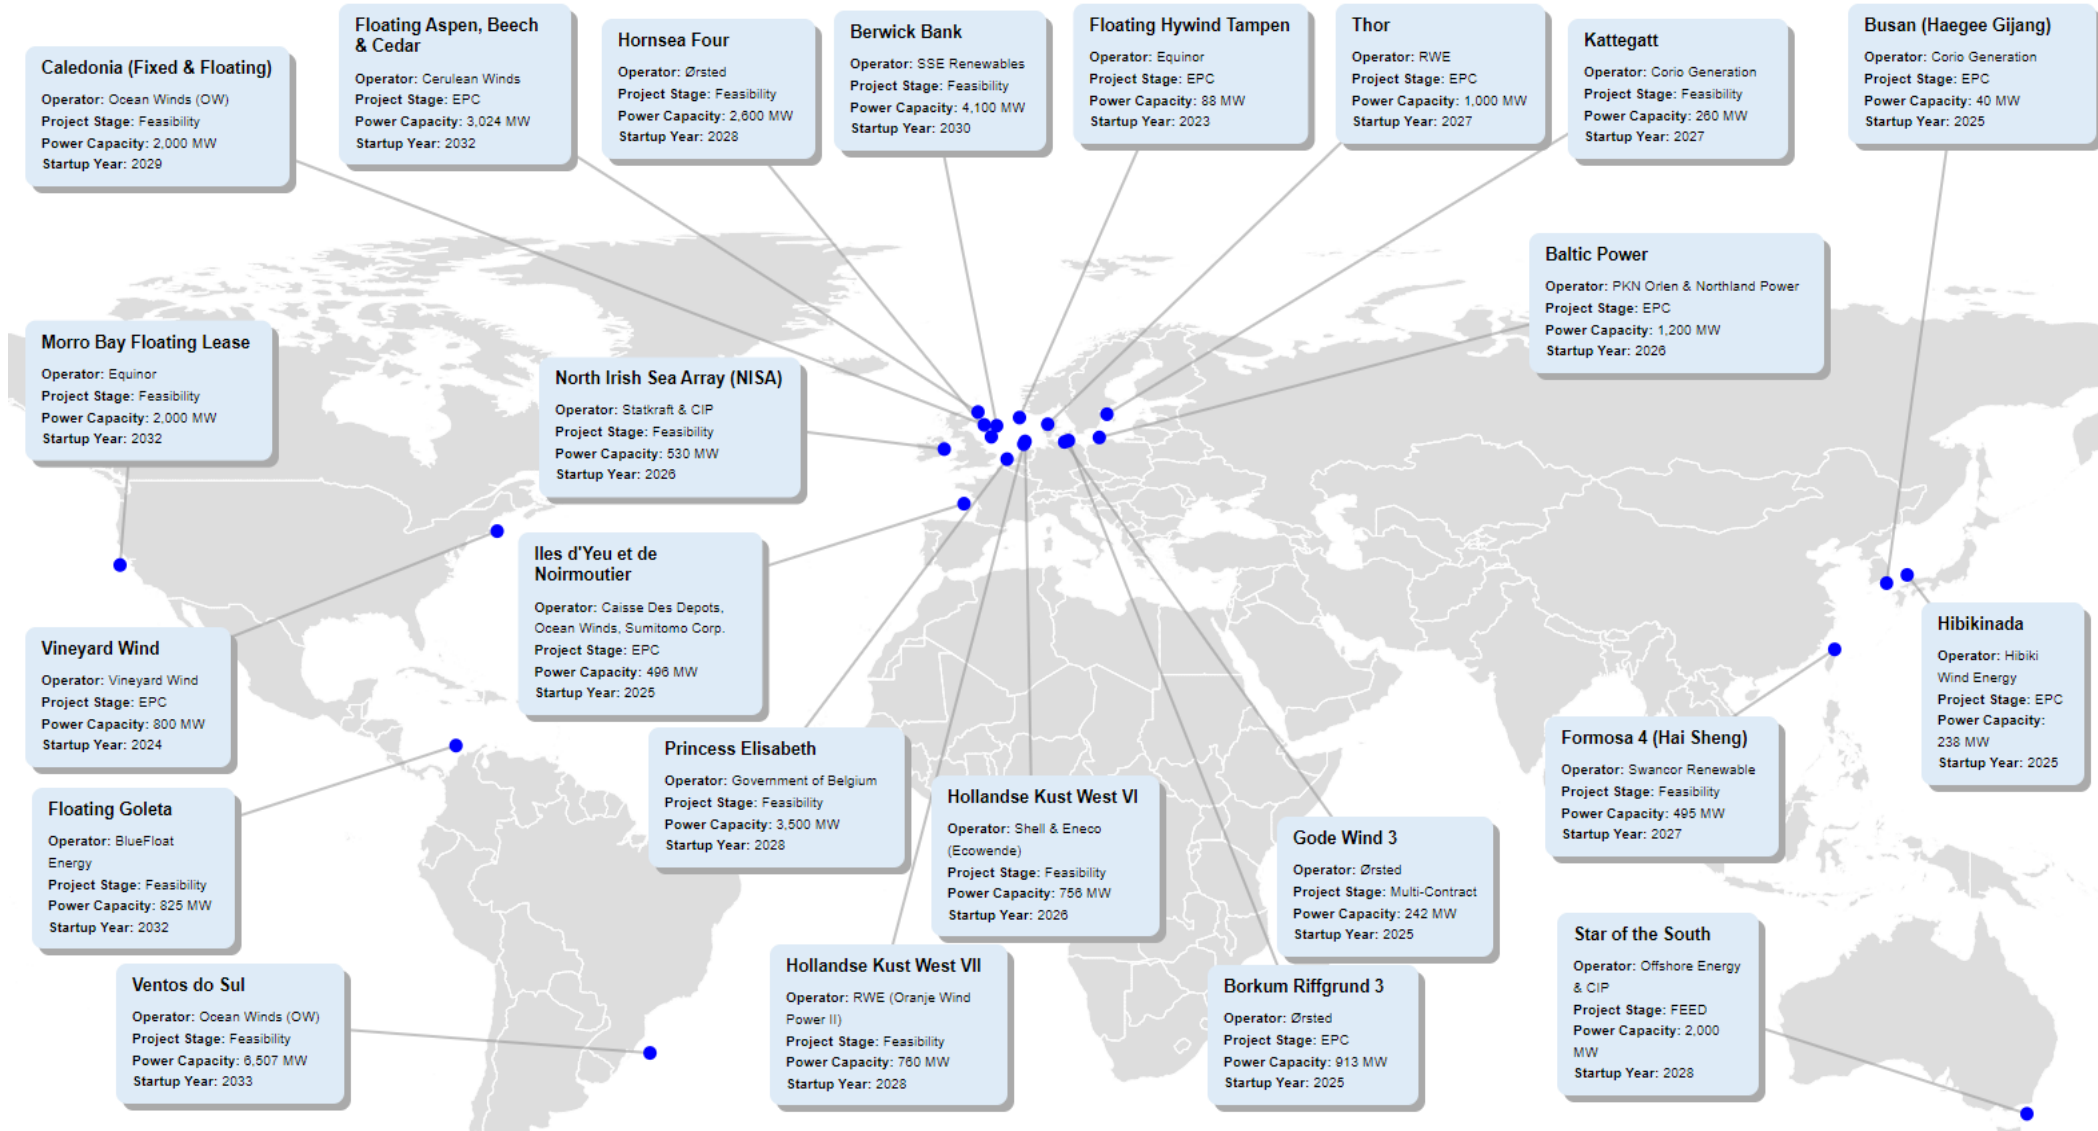 Caledonia (Fixed & Floating)
Operator: Ocean Winds (OW)
Project Stage: Feasibility
Power Capacity: 2,000 MW
Startup Year: 2029
Floating Aspen, Beech
& Cedar
Operator: Cerulean Winds
Project Stage: EPC
Power Capacity: 3,024 MW
Startup Year: 2032
Hornsea Four
Operator: Ørsted
Project Stage: Feasibility
Power Capacity: 2,600 MW
Startup Year: 2028
Berwick Bank
Operator: SSE Renewables
Project Stage: Feasibility
Power Capacity: 4,100 MW
Startup Year: 2030
Floating Hywind Tampen
Operator: Equinor
Project Stage: EPC
Power Capacity: 88 MW
Startup Year: 2023
Thor
Operator: RWE
Project Stage: EPC
Power Capacity: 1,000 MW
Startup Year: 2027
Kattegatt
Operator: Corio Generation
Project Stage: Feasibility
Power Capacity: 260 MW
Startup Year: 2027
Busan (Haegee Gijang)
Operator: Corio Generation
Project Stage: EPC
Power Capacity: 40 MW
Startup Year: 2025
Baltic Power
Operator: PKN Orlen & Northland Power
Project Stage: EPC
Power Capacity: 1,200 MW
Startup Year: 2026
Morro Bay Floating Lease
Operator: Equinor
Project Stage: Feasibility
Power Capacity: 2,000 MW
Startup Year: 2032
North Irish Sea Array (NISA)
Operator: Statkraft & CIP
Project Stage: Feasibility
Power Capacity: 530 MW
Startup Year: 2026
Iles d'Yeu et de
Noirmoutier
Operator: Caisse Des Depots,
Ocean Winds, Sumitomo Corp.
Project Stage: EPC
Power Capacity: 496 MW
Startup Year: 2025
Vineyard Wind
Operator: Vineyard Wind
Project Stage: EPC
Power Capacity: 800 MW
Startup Year: 2024
Hibikinada
Operator: Hibiki
Wind Energy
Project Stage: EPC
Power Capacity:
238 MW
Startup Year: 2025
Formosa 4 (Hai Sheng)
Operator: Swancor Renewable
Project Stage: Feasibility
Power Capacity: 495 MW
Startup Year: 2027
Princess Elisabeth
Operator: Government of Belgium
Project Stage: Feasibility
Power Capacity: 3,500 MW
Startup Year: 2028
Hollandse Kust West VI
Operator: Shell & Eneco
(Ecowende)
Project Stage: Feasibility
Power Capacity: 756 MW
Startup Year: 2026
Floating Goleta
Operator: BlueFloat
Energy
Project Stage: Feasibility
Power Capacity: 825 MW
Startup Year: 2032
Gode Wind 3
Operator: Ørsted
Project Stage: Multi-Contract
Power Capacity: 242 MW
Startup Year: 2025
Star of the South
Operator: Offshore Energy
& CIP
Project Stage: FEED
Power Capacity: 2,000
MW
Startup Year: 2028
Hollandse Kust West VII
Operator: RWE (Oranje Wind
Power II)
Project Stage: Feasibility
Power Capacity: 760 MW
Startup Year: 2028
Ventos do Sul
Operator: Ocean Winds (OW)
Project Stage: Feasibility
Power Capacity: 6,507 MW
Startup Year: 2033
Borkum Riffgrund 3
Operator: Ørsted
Project Stage: EPC
Power Capacity: 913 MW
Startup Year: 2025